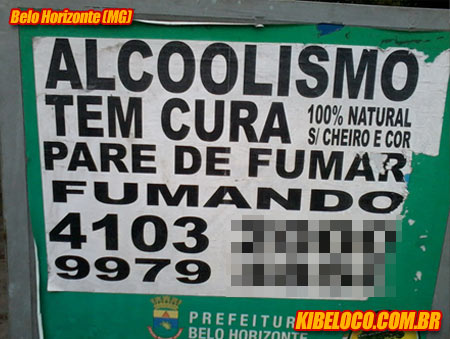 Belo Horizonte (MG)
ALCOOLISMO
TEM CURA 100% NATURAL
S/ CHEIRO E COR
PARE DE FUMAR
FUMANDO
4103
9979
PREFEITUR
BELO HORIZONTE
KIBELOCO.COM.BR